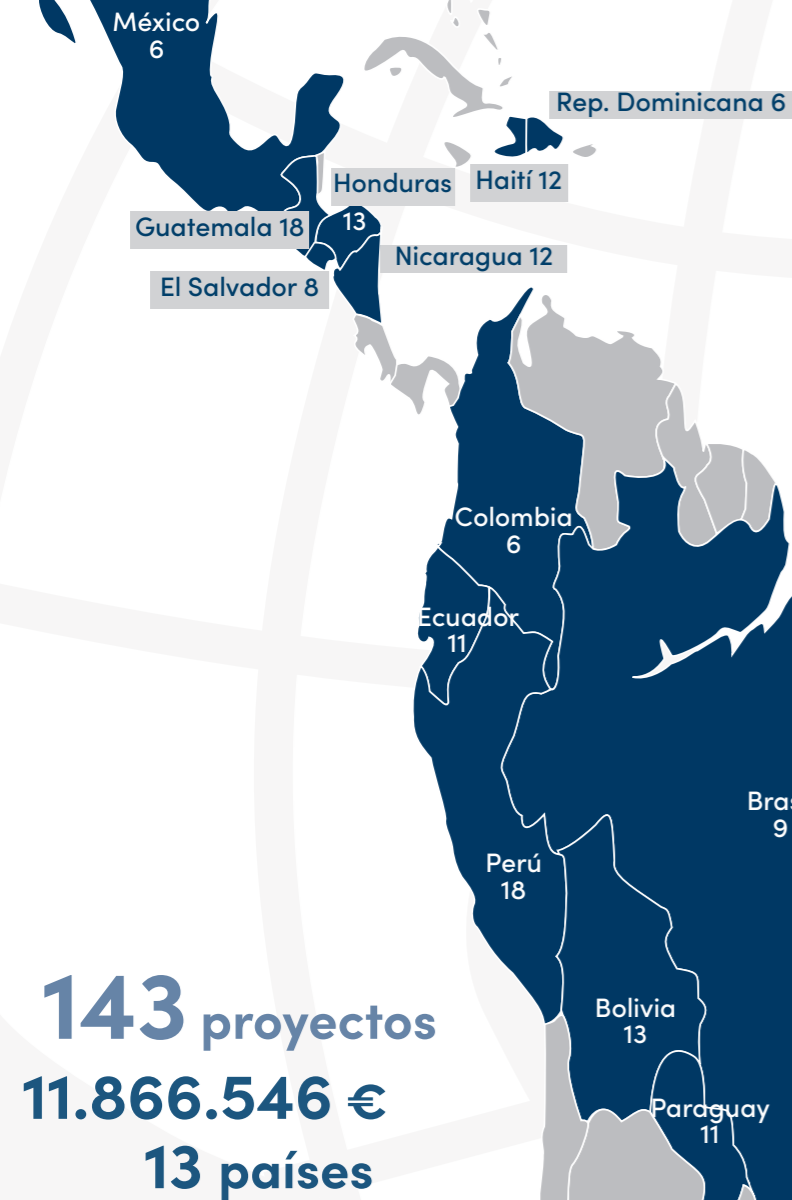 México
6
Rep. Dominicana 6
Haití 12
Honduras
13
Guatemala 18
Nicaragua 12
El Salvador 8
Colombia
6
Ecuador
11
Bras
9
Perú
18
Bolivia
13
Paraguay
11
143 proyectos
11.866.546 €
13 países